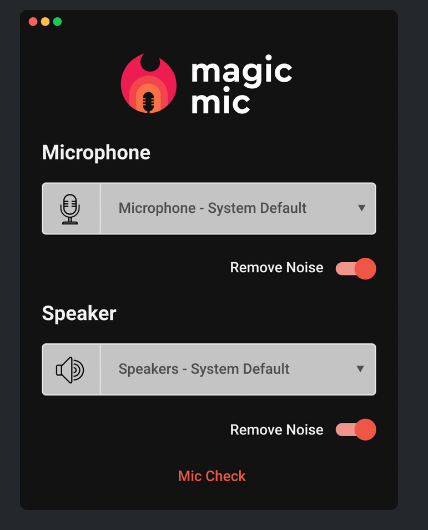 magic
mic
Microphone
Microphone - System Default
Remove Noise
Speaker
Speakers - System Default
Remove Noise
Mic Check